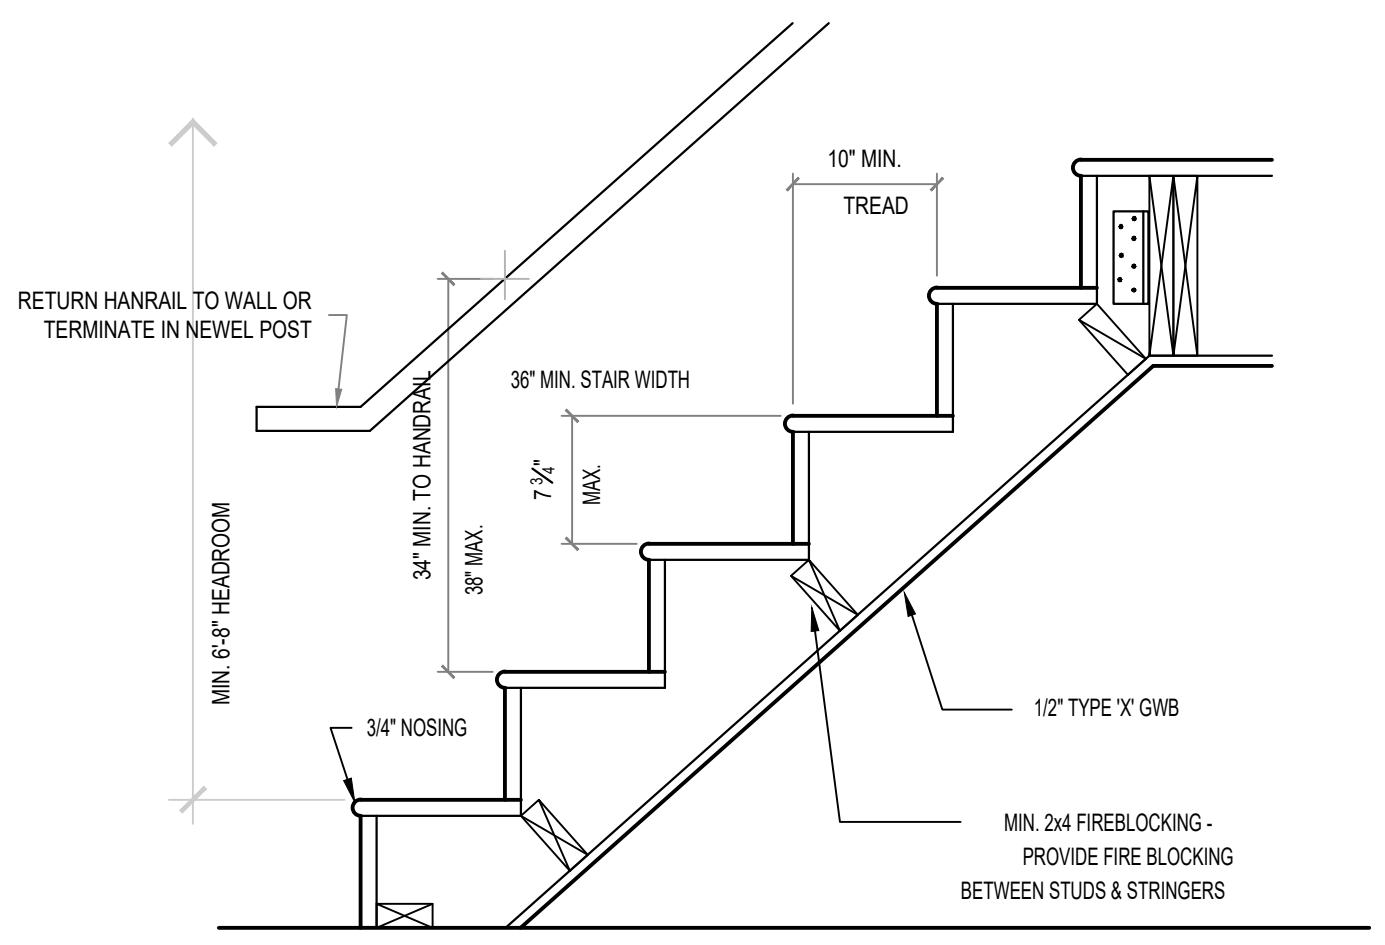 10" MIN.
TREAD
RETURN HANRAIL TO WALL OR
TERMINATE IN NEWEL POST
36" MIN. STAIR WIDTH
34" MIN. TO HANDRAIL
38" MAX.
7 3/4"
MAX.
MIN. 6'-8" HEADROOM
3/4" NOSING
1/2" TYPE 'X' GWB
MIN. 2x4 FIREBLOCKING -
PROVIDE FIRE BLOCKING
BETWEEN STUDS & STRINGERS